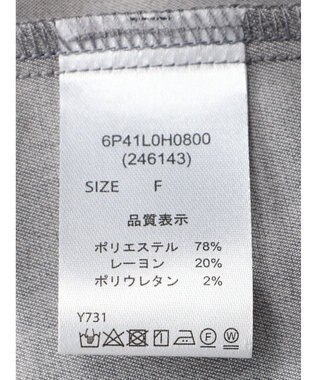 6P41L0H0800
(246143)
SIZE F
品質表示
ポリエステル 78%
レーヨン 20%
ポリウレタン 2%
Y731
F W